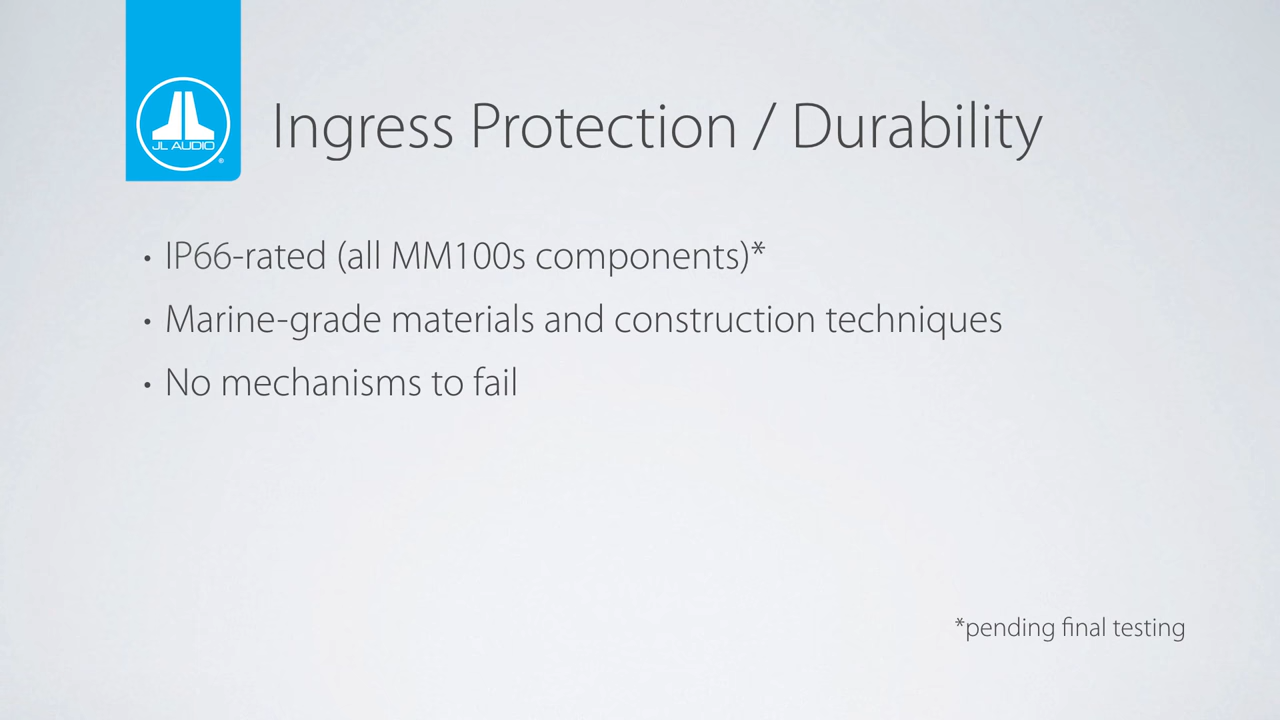 JL AUDIO®
Ingress Protection / Durability
• IP66-rated (all MM100s components)*
• Marine-grade materials and construction techniques
• No mechanisms to fail
*pending final testing